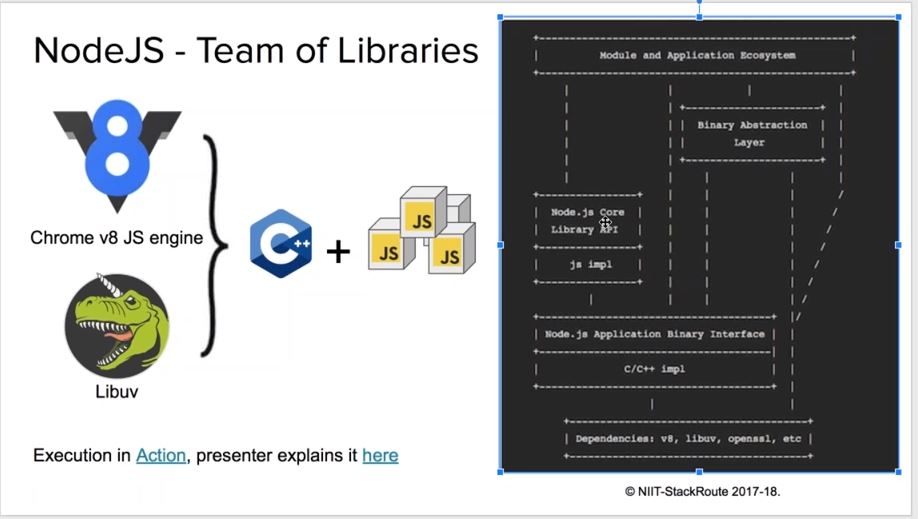 NodeJS - Team of Libraries
8
Chrome v8 JS engine
Libuv
C++
+
JS
JS
JS
Execution in Action, presenter explains it here
Module and Application Ecosystem
Binary Abstraction
Layer
Node.js Core
Library API
js impl
Node.js Application Binary Interface
C/C++ impl
Dependencies: v8, libuv, openssl, etc
© NIIT-StackRoute 2017-18.